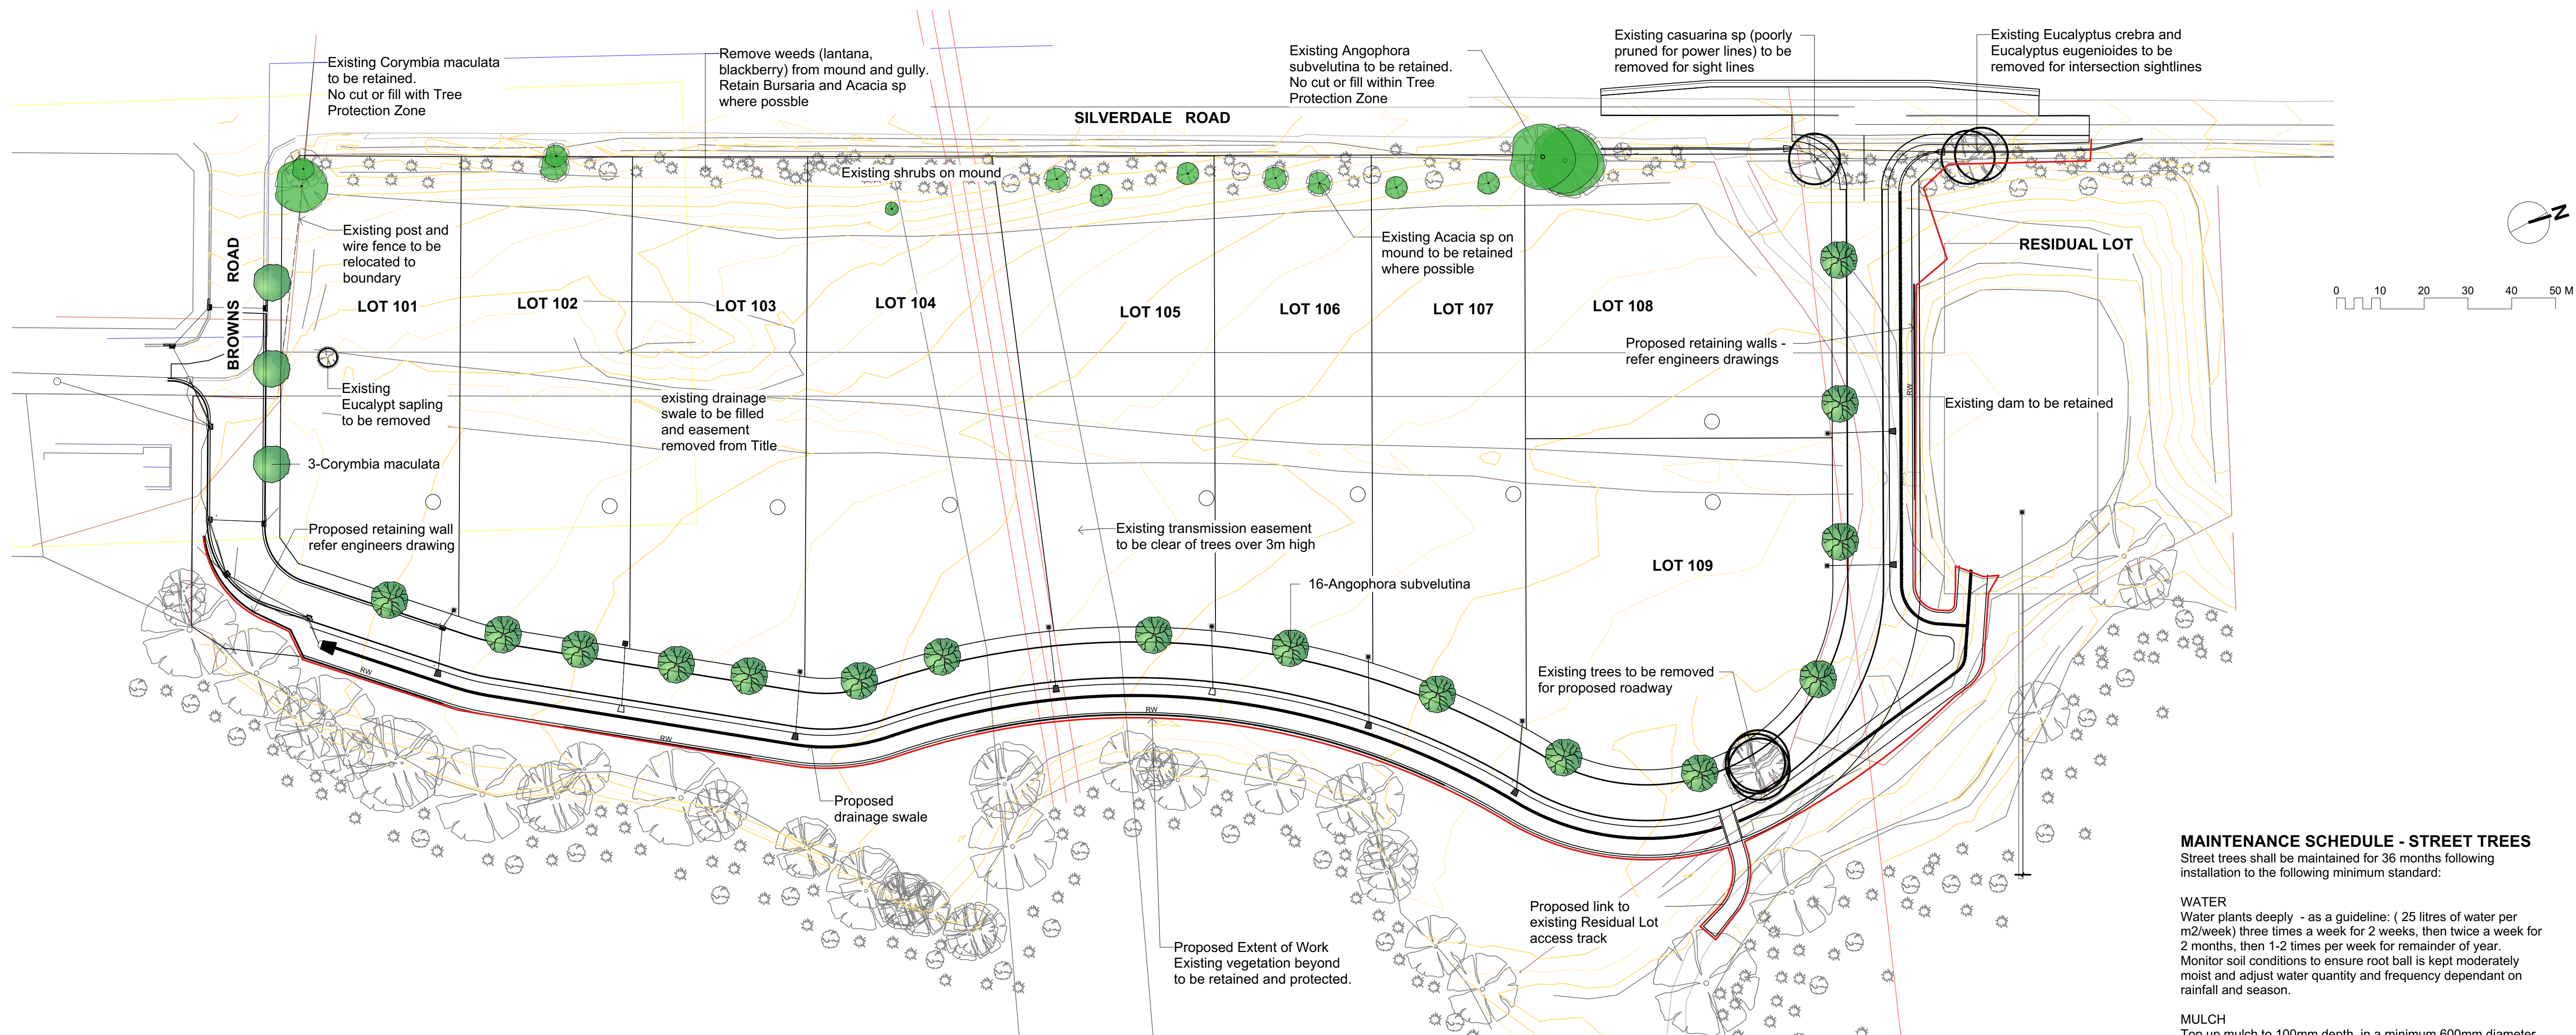 Existing Corymbia maculata
to be retained.
No cut or fill with Tree
Protection Zone
Remove weeds (lantana,
blackberry) from mound and gully.
Retain Bursaria and Acacia sp
where possble
Existing Angophora
subvelutina to be retained.
No cut or fill within Tree
Protection Zone
Existing casuarina sp (poorly
pruned for power lines) to be
removed for sight lines
Existing Eucalyptus crebra and
Eucalyptus eugenioides to be
removed for intersection sightlines
SILVERDALE ROAD
Existing shrubs on mound
BROWNS ROAD
Existing post and
wire fence to be
relocated to
boundary
Existing Acacia sp on
mound to be retained
where possible
RESIDUAL LOT
N
0 10 20 30 40 50 M
LOT 101
LOT 102
LOT 103
LOT 104
LOT 105
LOT 106
LOT 107
LOT 108
Proposed retaining walls -
refer engineers drawings
RW
Existing
Eucalypt sapling
to be removed
existing drainage
swale to be filled
and easement
removed from Title
Existing dam to be retained
3-Corymbia maculata
Proposed retaining wall
refer engineers drawing
Existing transmission easement
to be clear of trees over 3m high
LOT 109
16-Angophora subvelutina
Existing trees to be removed
for proposed roadway
RW
RW
RW
Proposed
drainage swale
Proposed link to
existing Residual Lot
access track
Proposed Extent of Work
Existing vegetation beyond
to be retained and protected.
MAINTENANCE SCHEDULE - STREET TREES
Street trees shall be maintained for 36 months following
installation to the following minimum standard:
WATER
Water plants deeply - as a guideline: ( 25 litres of water per
m2/week) three times a week for 2 weeks, then twice a week for
2 months, then 1-2 times per week for remainder of year.
Monitor soil conditions to ensure root ball is kept moderately
moist and adjust water quantity and frequency dependant on
rainfall and season.
MULCH
Top up mulch to 100mm depth, in a minimum 600mm diameter